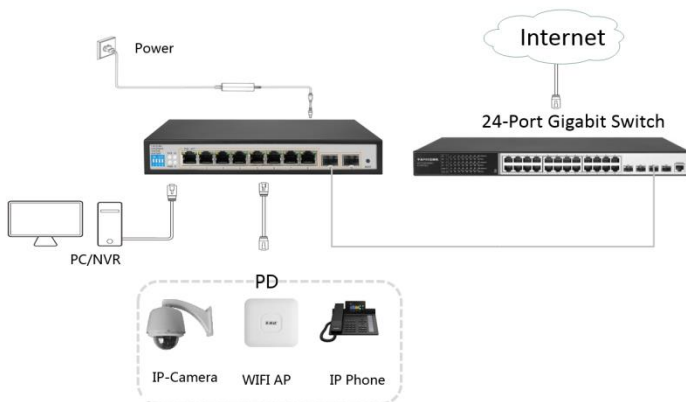 Power
Internet
24-Port Gigabit Switch
PC/NVR
PD
IP-Camera
WIFI AP
IP Phone